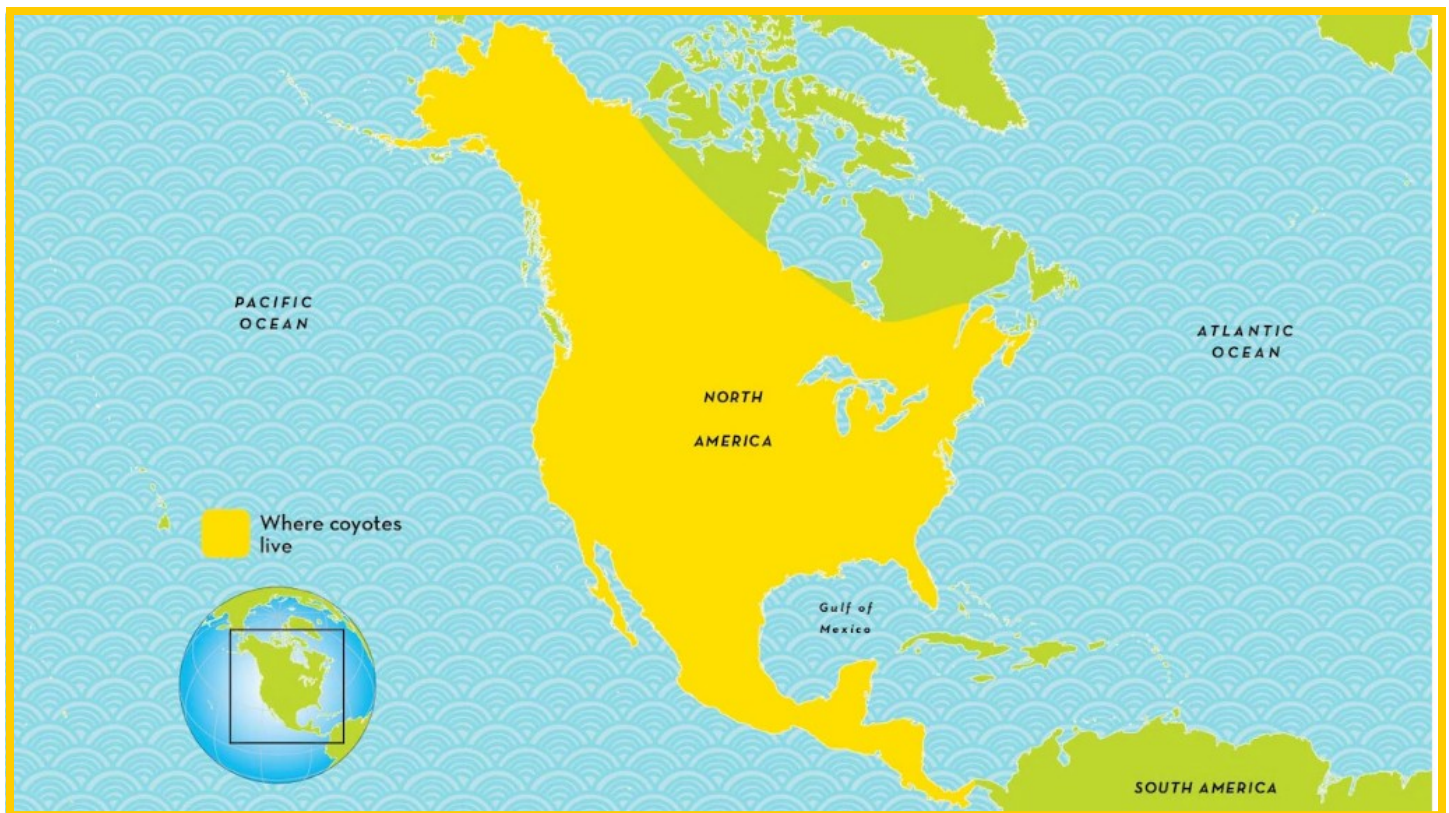 PACIFIC
OCEAN
ATLANTIC
OCEAN
NORTH
AMERICA
Where coyotes
live
Gulf of
Mexico
SOUTH AMERICA